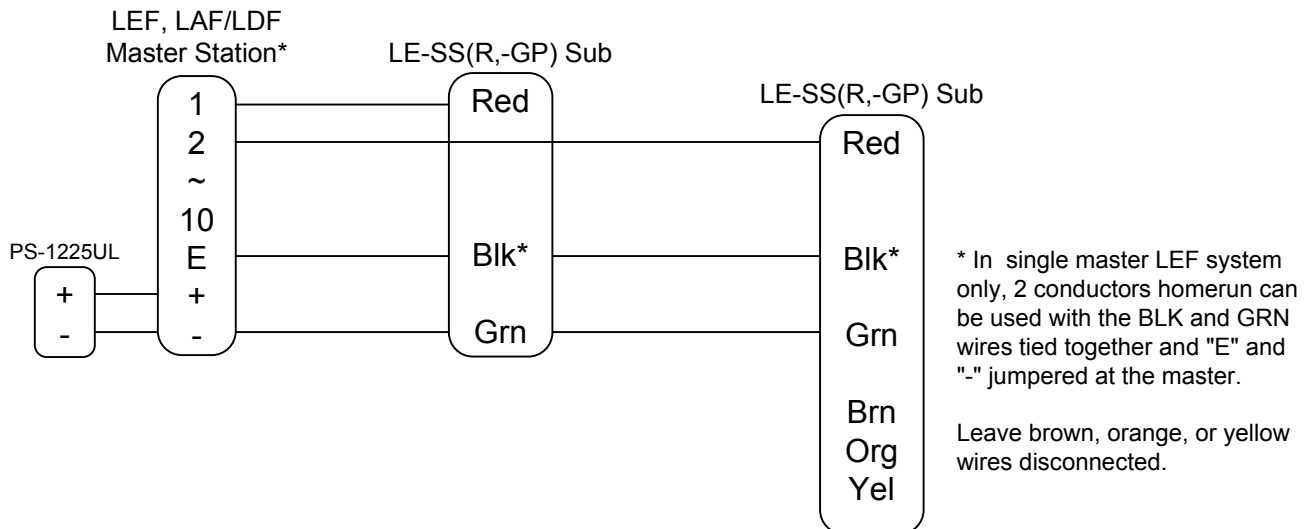 LEF, LAF/LDF
Master Station*
LE-SS(R,-GP) Sub
LE-SS(R,-GP) Sub
1
2
~
10
E
+
-
Red
Blk*
Grn
Red
Blk*
Grn
Brn
Org
Yel
PS-1225UL
+
-
* In single master LEF system
only, 2 conductors homerun can
be used with the BLK and GRN
wires tied together and "E" and
"-" jumpered at the master.
Leave brown, orange, or yellow
wires disconnected.